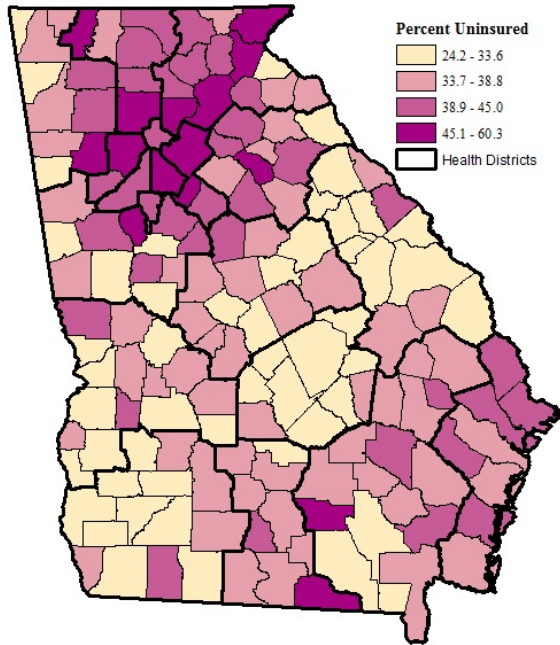 Percent Uninsured
24.2 - 33.6
33.7 - 38.8
38.9 - 45.0
45.1 - 60.3
Health Districts